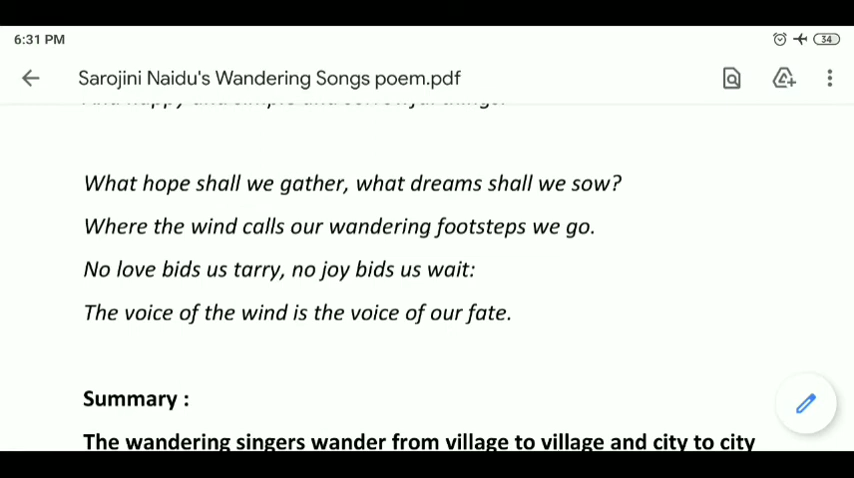 6:31 PM
34
Sarojini Naidu's Wandering Songs poem.pdf
What hope shall we gather, what dreams shall we sow?
Where the wind calls our wandering footsteps we go.
No love bids us tarry, no joy bids us wait:
The voice of the wind is the voice of our fate.
Summary :
The wandering singers wander from village to village and city to city